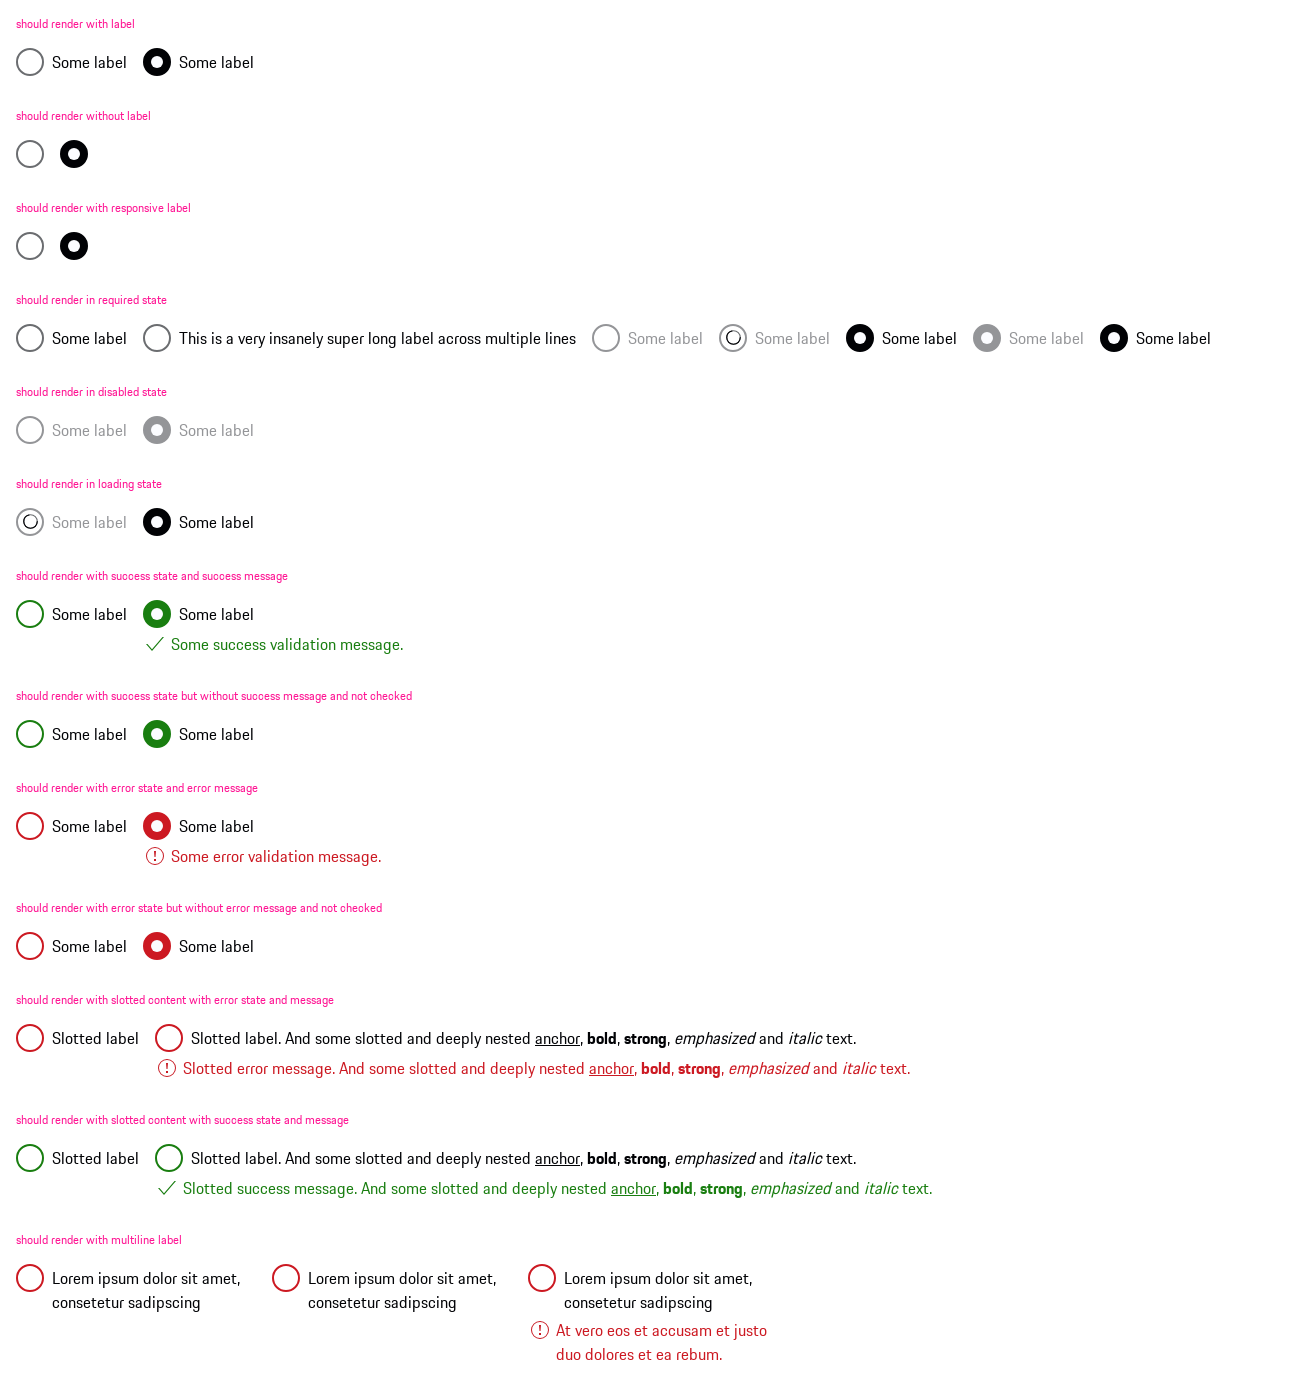 should render with label
Some label Some label
should render without label
should render with responsive label
should render in required state
Some label This is a very insanely super long label across multiple lines Some label Some label Some label Some label Some label
should render in disabled state
Some label Some label
should render in loading state
Some label Some label
should render with success state and success message
Some label Some label
Some success validation message.
should render with success state but without success message and not checked
Some label Some label
should render with error state and error message
Some label Some label
Some error validation message.
should render with error state but without error message and not checked
Some label Some label
should render with slotted content with error state and message
Slotted label Slotted label. And some slotted and deeply nested anchor, bold, strong, emphasized and italic text.
Slotted error message. And some slotted and deeply nested anchor, bold, strong, emphasized and italic text.
should render with slotted content with success state and message
Slotted label Slotted label. And some slotted and deeply nested anchor, bold, strong, emphasized and italic text.
Slotted success message. And some slotted and deeply nested anchor, bold, strong, emphasized and italic text.
should render with multiline label
Lorem ipsum dolor sit amet,
consetetur sadipscing
Lorem ipsum dolor sit amet,
consetetur sadipscing
Lorem ipsum dolor sit amet,
consetetur sadipscing
At vero eos et accusam et justo
duo dolores et ea rebum.